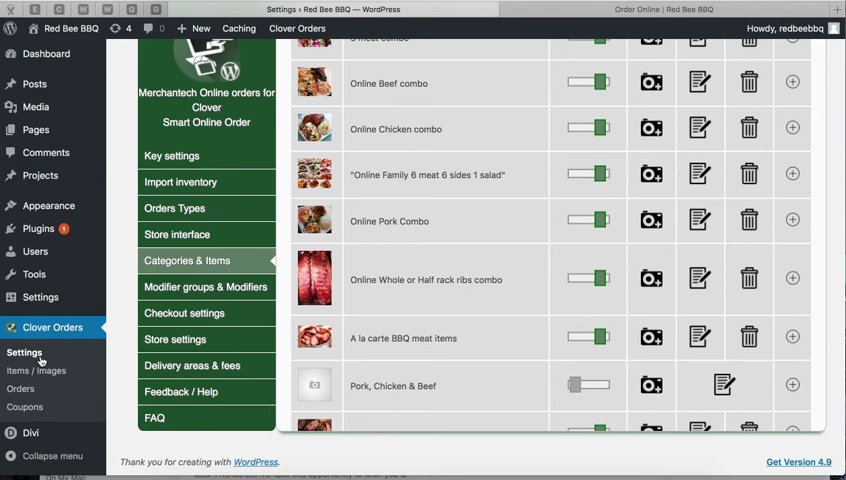 E C W W Q G
Settings ‹ Red Bee BBQ — WordPress
Order Online | Red Bee BBQ
Red Bee BBQ 4 0 New Caching Clover Orders
Howdy, redbeebbq
Dashboard
Posts
Media
Pages
Comments
Projects
Appearance
Plugins 1
Users
Tools
Settings
Clover Orders
Settings
Items / Images
Orders
Coupons
Divi
Collapse menu
Merchantech Online orders for
Clover
Smart Online Order
Key settings
Import inventory
Orders Types
Store interface
Categories & Items
Modifier groups & Modifiers
Checkout settings
Store settings
Delivery areas & fees
Feedback / Help
FAQ
Online Beef combo
Online Chicken combo
"Online Family 6 meat 6 sides 1 salad"
Online Pork Combo
Online Whole or Half rack ribs combo
A la carte BBQ meat items
Pork, Chicken & Beef
Thank you for creating with WordPress.
Get Version 4.9